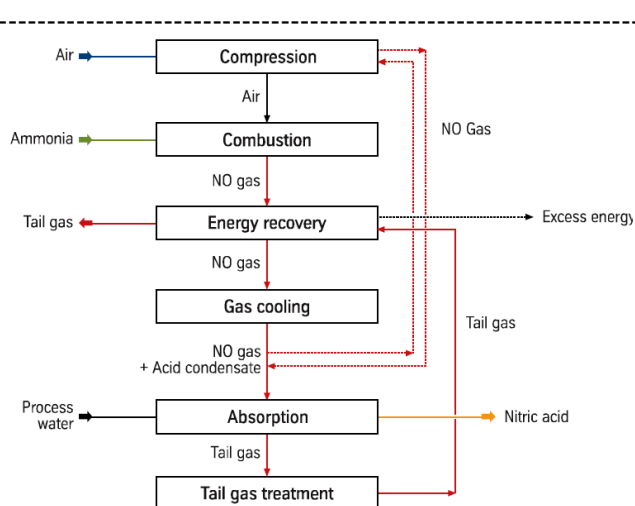 Air
Compression
Air
NO Gas
Ammonia
Combustion
NO gas
Tail gas
Energy recovery
Excess energy
NO gas
Gas cooling
Tail gas
NO gas
+ Acid condensate
Process
water
Absorption
Nitric acid
Tail gas
Tail gas treatment